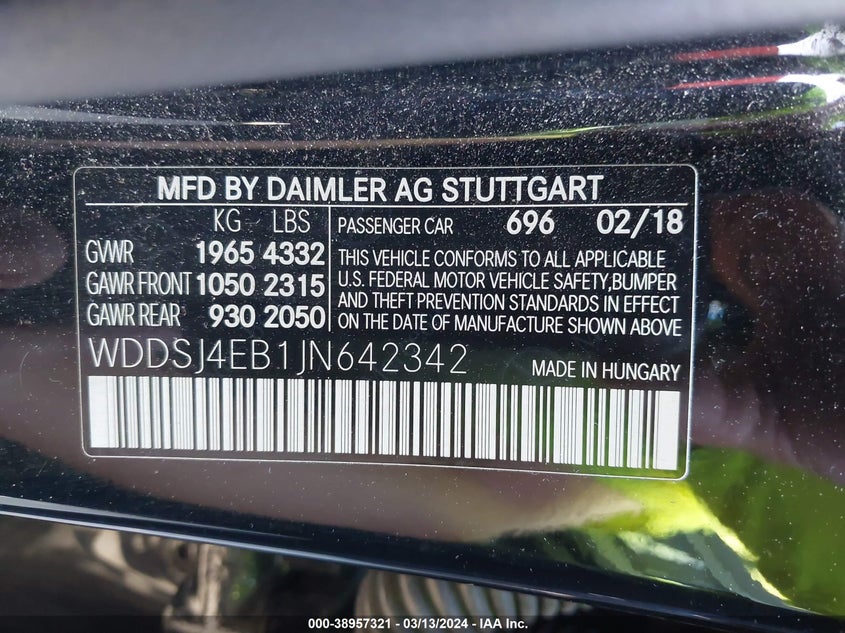 MFD BY DAIMLER AG STUTTGART
KG LBS
GVWR 1965 4332
GAWR FRONT 1050 2315
GAWR REAR 930 2050
PASSENGER CAR 696 02/18
THIS VEHICLE CONFORMS TO ALL APPLICABLE
U.S. FEDERAL MOTOR VEHICLE SAFETY,BUMPER
AND THEFT PREVENTION STANDARDS IN EFFECT
ON THE DATE OF MANUFACTURE SHOWN ABOVE
WDDSJ4EB1JN642342
MADE IN HUNGARY
000-38957321 - 03/13/2024 - IAA Inc.